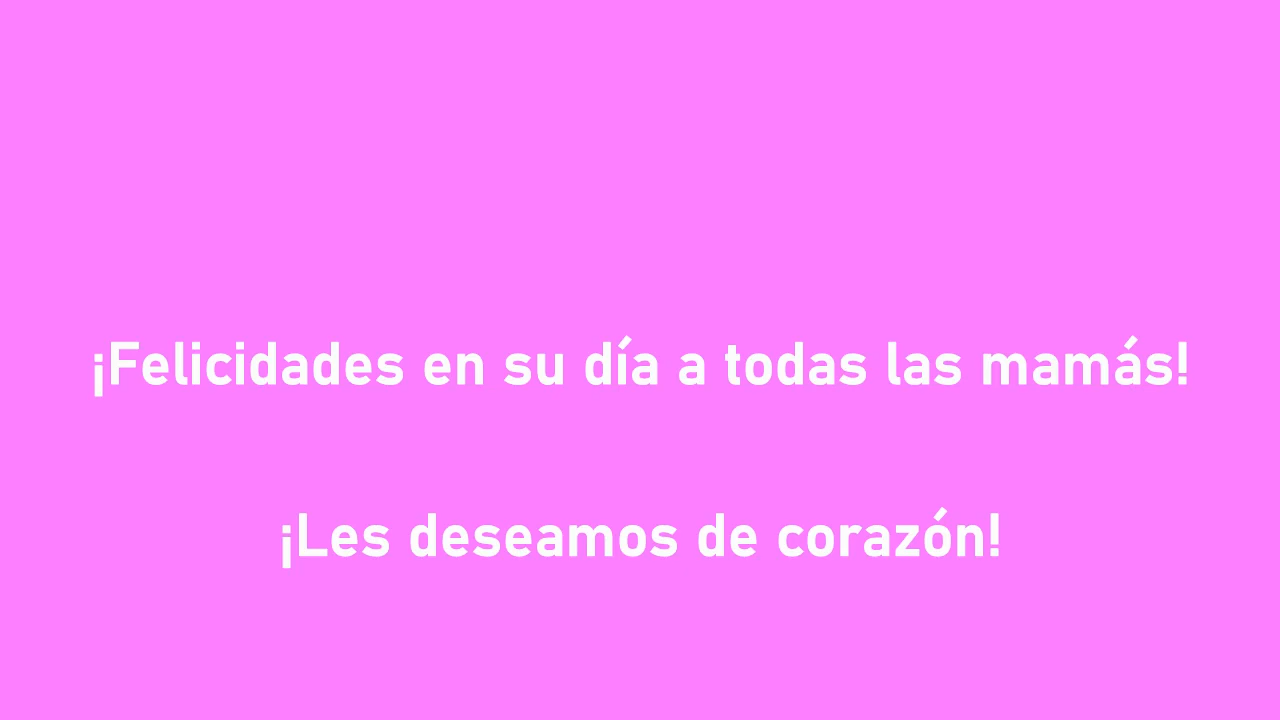 ¡Felicidades en su día a todas las mamás!
¡Les deseamos de corazón!